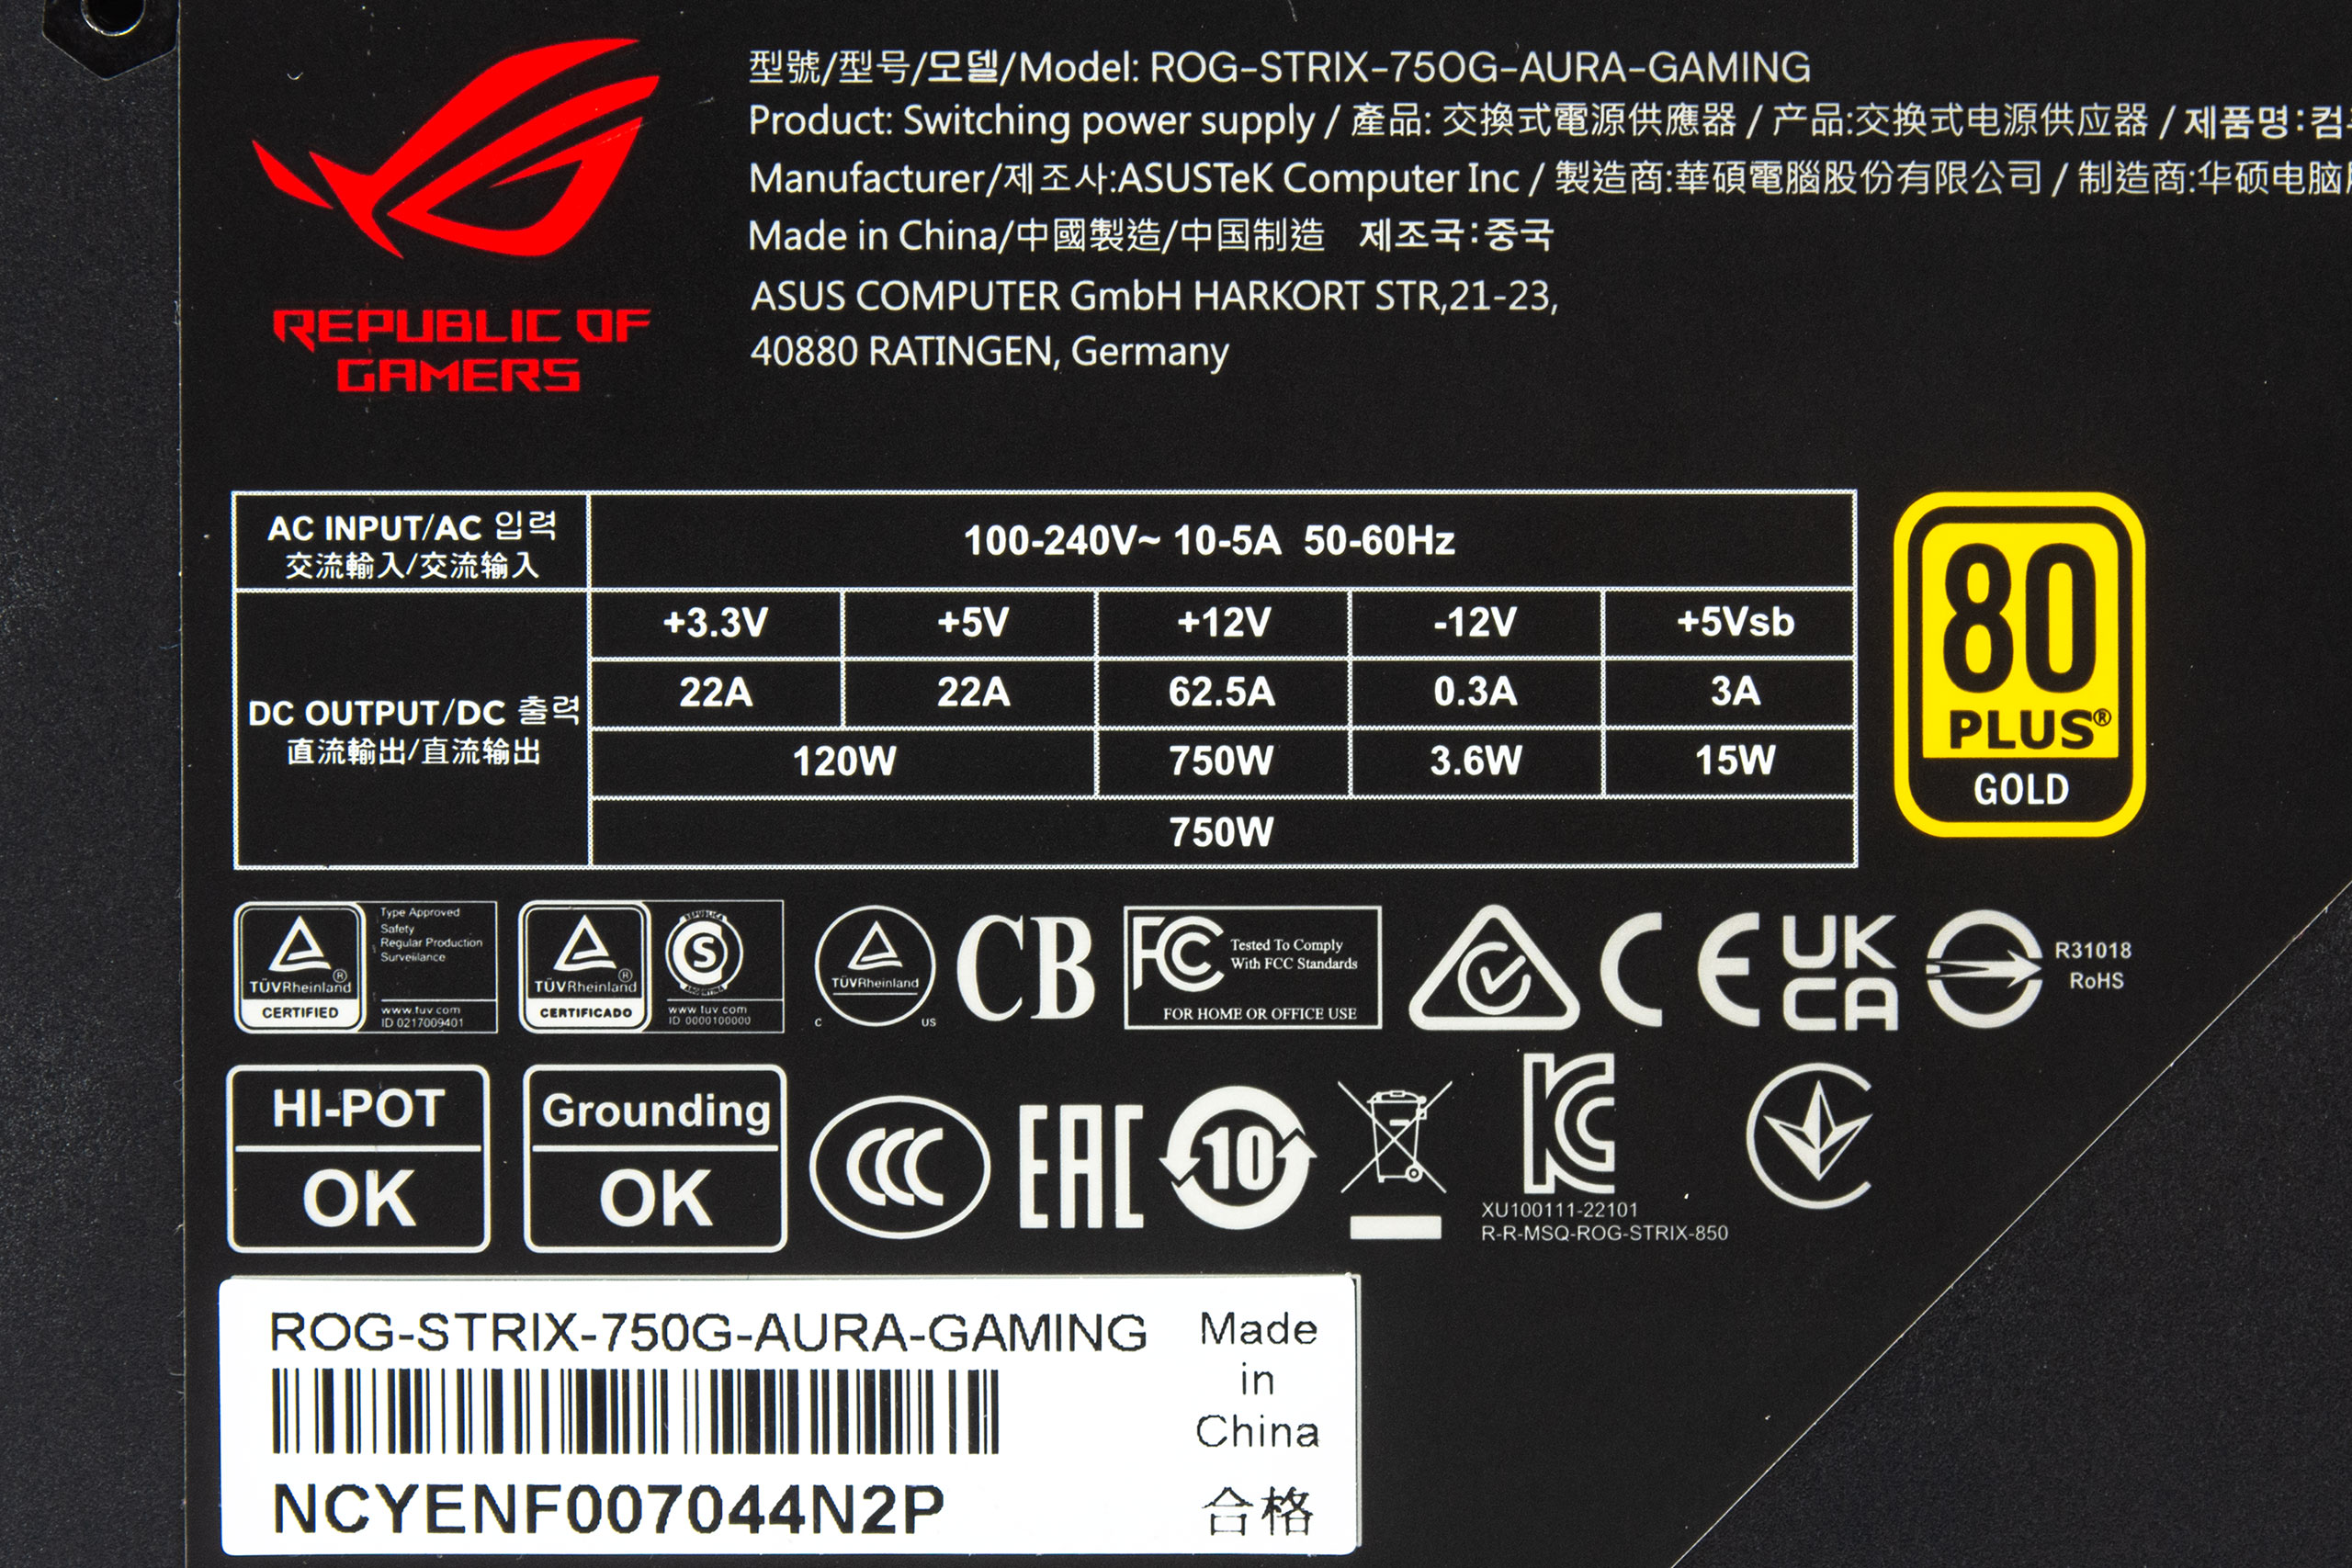 REPUBLIC OF
GAMERS
型號/型号/모델/Model: ROG-STRIX-750G-AURA-GAMING
Product: Switching power supply / 產品: 交換式電源供應器 / 产品:交换式电源供应器 / 제품명:컴
Manufacturer/제조사:ASUSTeK Computer Inc / 製造商:華碩電腦股份有限公司 / 制造商:华硕电脑
Made in China/中國製造/中国制造 제조국:중국
ASUS COMPUTER GmbH HARKORT STR,21-23,
40880 RATINGEN, Germany
AC INPUT/AC 입력
交流輸入/交流输入
100-240V~ 10-5A 50-60Hz
DC OUTPUT/DC 출력
直流輸出/直流输出
+3.3V +5V +12V -12V +5Vsb
22A 22A 62.5A 0.3A 3A
120W 750W 3.6W 15W
750W
80
PLUS®
GOLD
TÜVRheinland®
CERTIFIED
Type Approved
Safety
Regular Production
Surveillance
www.tuv.com
ID 0217009401
TÜVRheinland®
CERTIFICADO
S
www.tuv.com
ID 0000100000
TÜVRheinland
C US
CB
FC
Tested To Comply
With FCC Standards
FOR HOME OR OFFICE USE
CE
UK
CA
R31018
RoHS
HI-POT
OK
Grounding
OK
CCC
EAC
10
KC
XU100111-22101
R-R-MSQ-ROG-STRIX-850
ROG-STRIX-750G-AURA-GAMING
NCYENF007044N2P
Made
in
China
合格